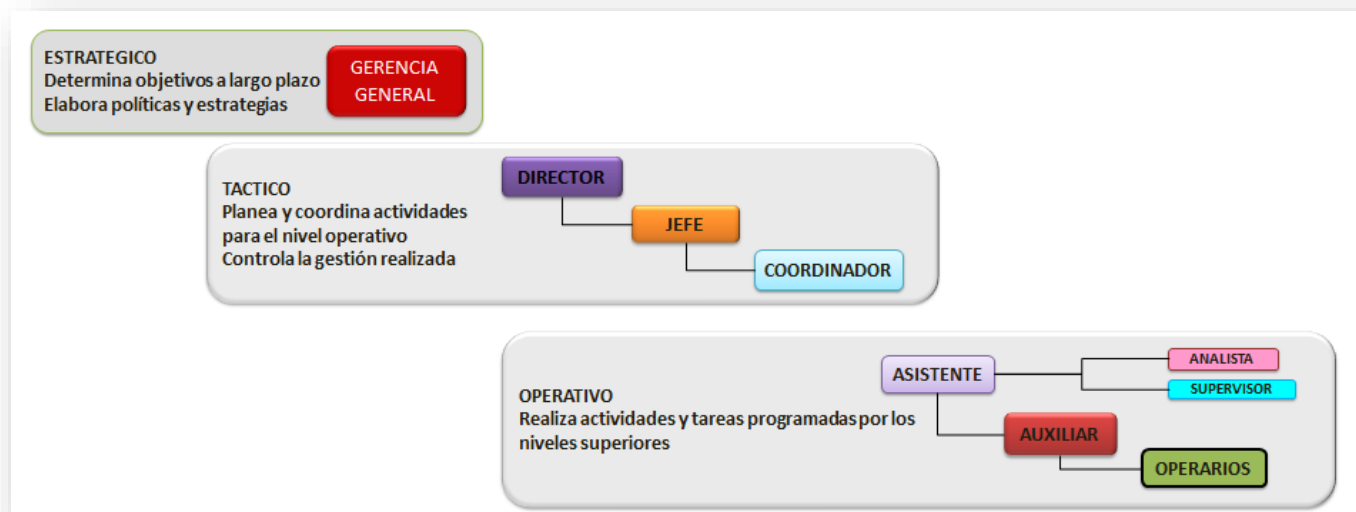 ESTRATEGICO
Determina objetivos a largo plazo
Elabora políticas y estrategias
GERENCIA
GENERAL
TACTICO
Planea y coordina actividades
para el nivel operativo
Controla la gestión realizada
DIRECTOR
JEFE
COORDINADOR
OPERATIVO
Realiza actividades y tareas programadas por los
niveles superiores
ASISTENTE
ANALISTA
SUPERVISOR
AUXILIAR
OPERARIOS